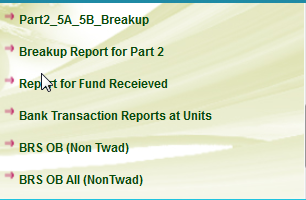 Part2_5A_5B_Breakup
Breakup Report for Part 2
Report for Fund Receieved
Bank Transaction Reports at Units
BRS OB (Non Twad)
BRS OB All (NonTwad)